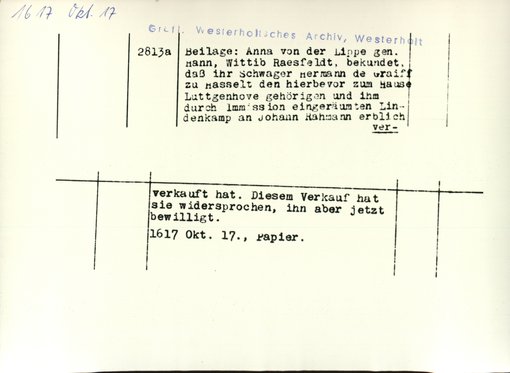 1617 Okt. 17
Gräfl. Westerholtsches Archiv, Westerholt
2813a Beilage: Anna von der Lippe gen.
Hann, Wittib Raesfeldt, bekundet,
daß ihr Schwager Hermann de Graiff
zu Hasselt den hierbevor zum Hause
Lüttgenhove gehörigen und ihm
durch Immission eingeräumten Lin-
denkamp an Johann Rahmann erblich
ver-
verkauft hat. Diesem Verkauf hat
sie widersprochen, ihn aber jetzt
bewilligt.
1617 Okt. 17., Papier.